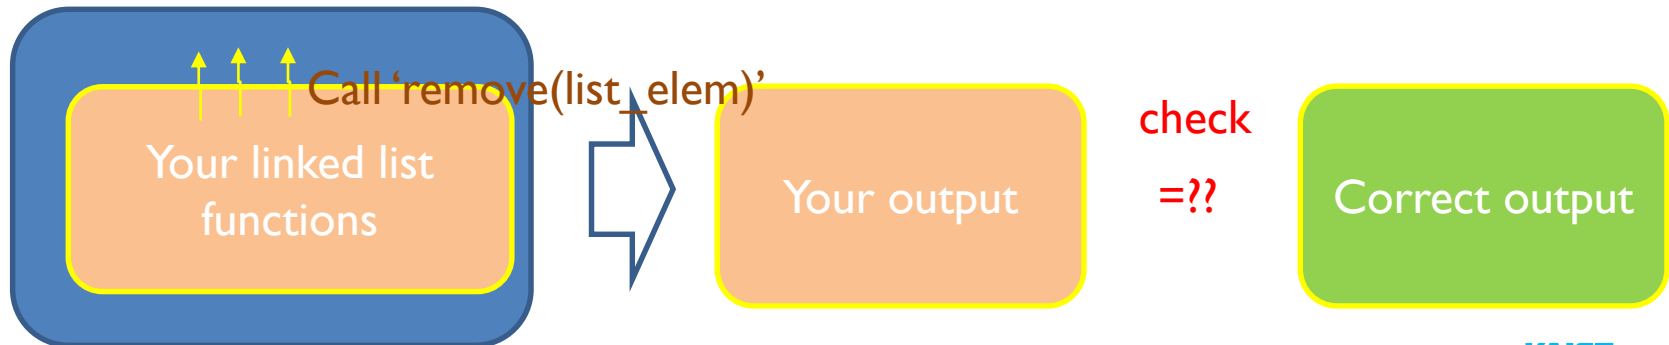 Call ‘remove(list_elem)’
Your linked list
functions
Your output
check
=??
Correct output